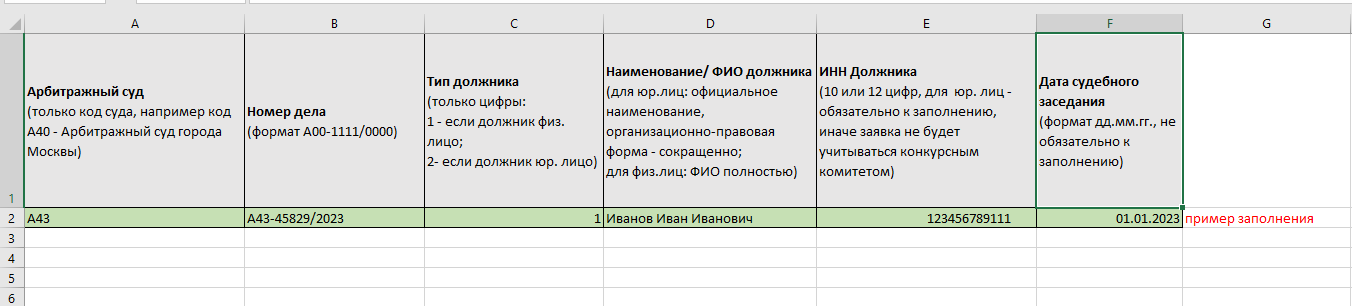 A B C D E F G
Арбитражный суд
(только код суда, например код
А40 - Арбитражный суд города
Москвы)
Номер дела
(формат А00-1111/0000)
Тип должника
(только цифры:
1 - если должник физ.
лицо;
2- если должник юр. лицо)
Наименование/ ФИО должника
(для юр.лиц: официальное
наименование,
организационно-правовая
форма - сокращенно;
для физ.лиц: ФИО полностью)
ИНН Должника
(10 или 12 цифр, для  юр. лиц -
обязательно к заполнению,
иначе заявка не будет
учитываться конкурсным
комитетом)
Дата судебного
заседания
(формат дд.мм.гг., не
обязательно к
заполнению)
1
2 А43 А43-45829/2023 1 Иванов Иван Иванович 123456789111 01.01.2023 пример заполнения
3
4
5
6